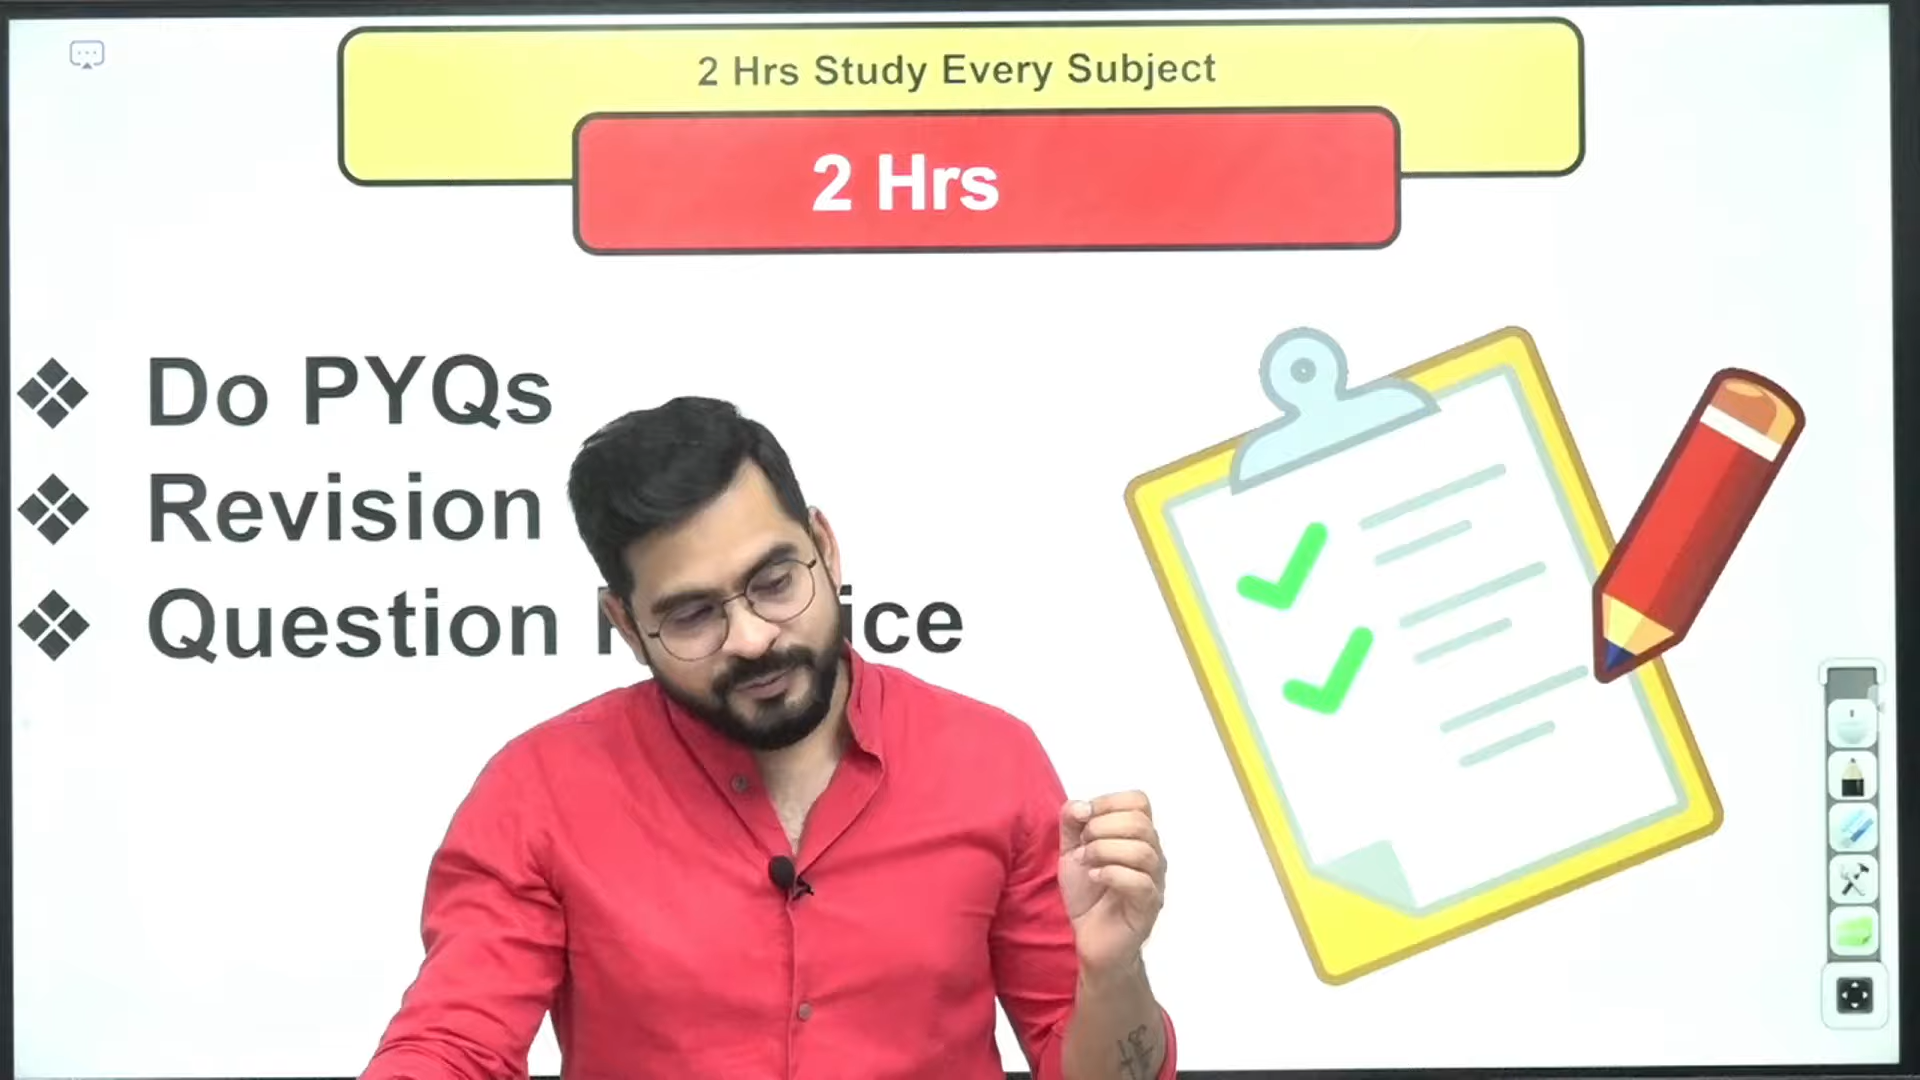 2 Hrs Study Every Subject
2 Hrs
❖ Do PYQs
❖ Revision
❖ Question